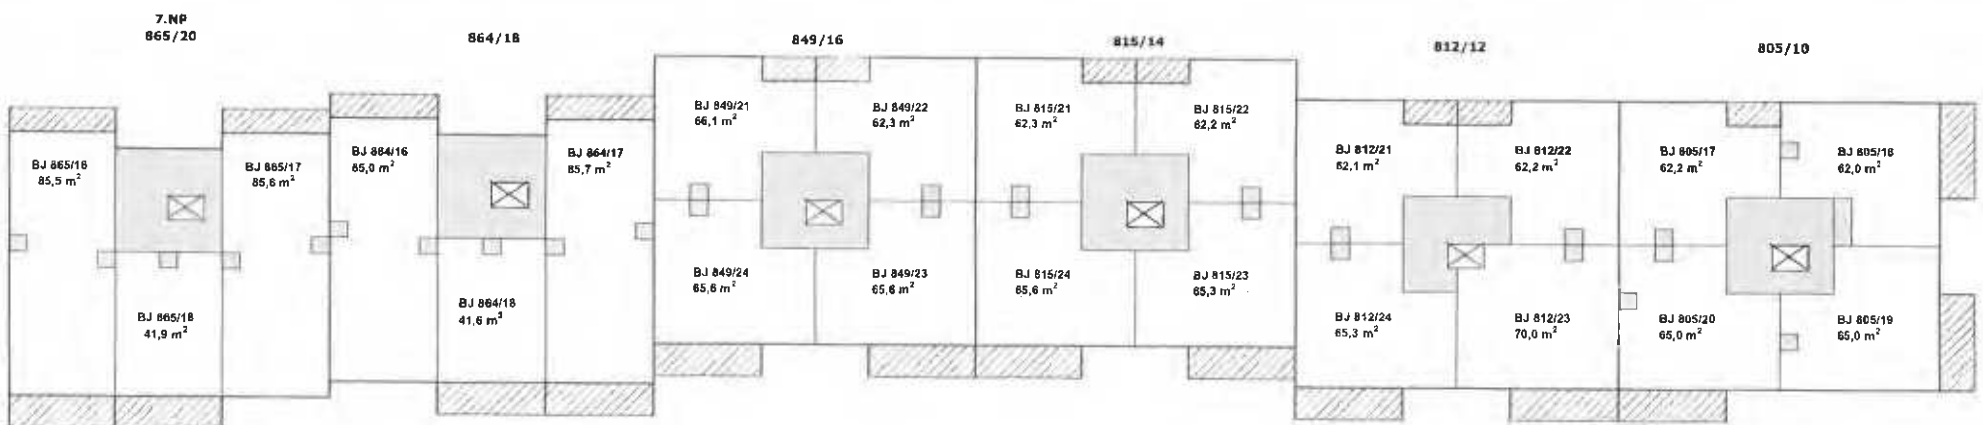 7.NP
865/20
864/18
849/16
815/14
812/12
805/10
BJ 865/16
85,5 m²
BJ 865/17
85,6 m²
BJ 865/18
41,9 m²
BJ 864/16
85,0 m²
BJ 864/17
85,7 m²
BJ 864/18
41,6 m²
BJ 849/21
66,1 m²
BJ 849/22
62,3 m²
BJ 849/24
65,6 m²
BJ 849/23
65,6 m²
BJ 815/21
62,3 m²
BJ 815/22
62,2 m²
BJ 815/24
65,6 m²
BJ 815/23
65,3 m²
BJ 812/21
62,1 m²
BJ 812/22
62,2 m²
BJ 812/24
65,3 m²
BJ 812/23
70,0 m²
BJ 805/17
62,2 m²
BJ 805/18
62,0 m²
BJ 805/20
65,0 m²
BJ 805/19
65,0 m²